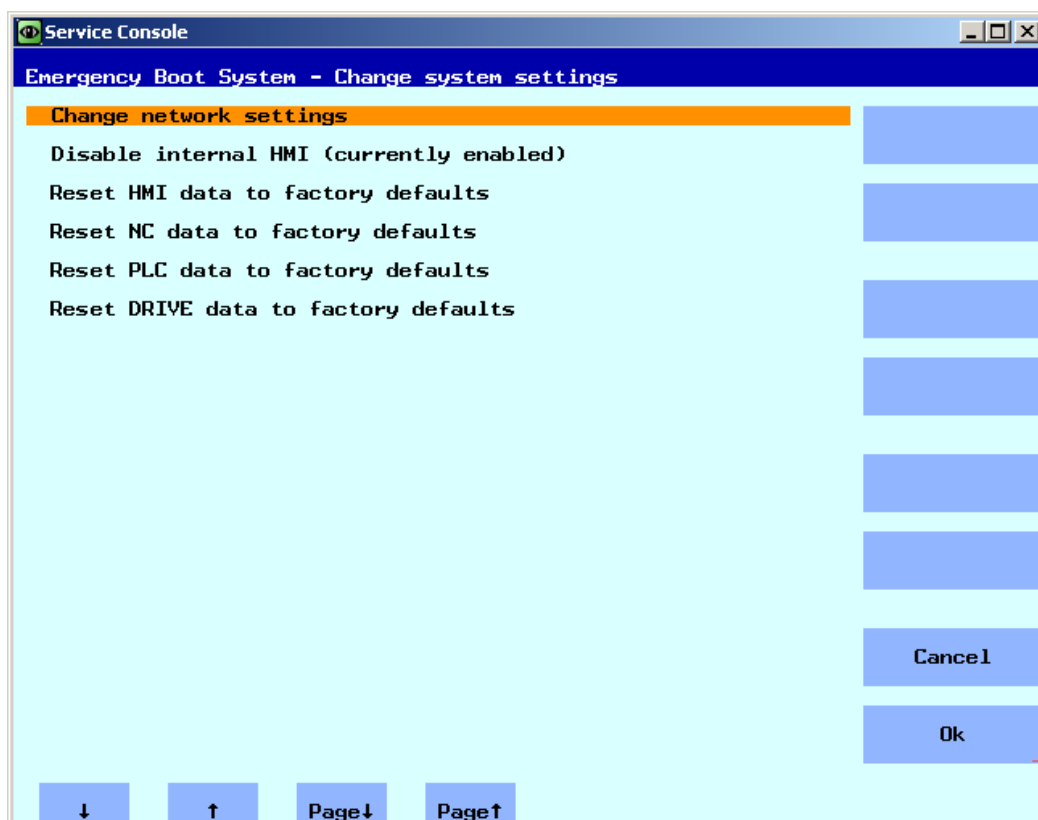 Service Console
Emergency Boot System - Change system settings
Change network settings
Disable internal HMI (currently enabled)
Reset HMI data to factory defaults
Reset NC data to factory defaults
Reset PLC data to factory defaults
Reset DRIVE data to factory defaults
Cancel
Ok
↓ ↑ Page↓ Page↑